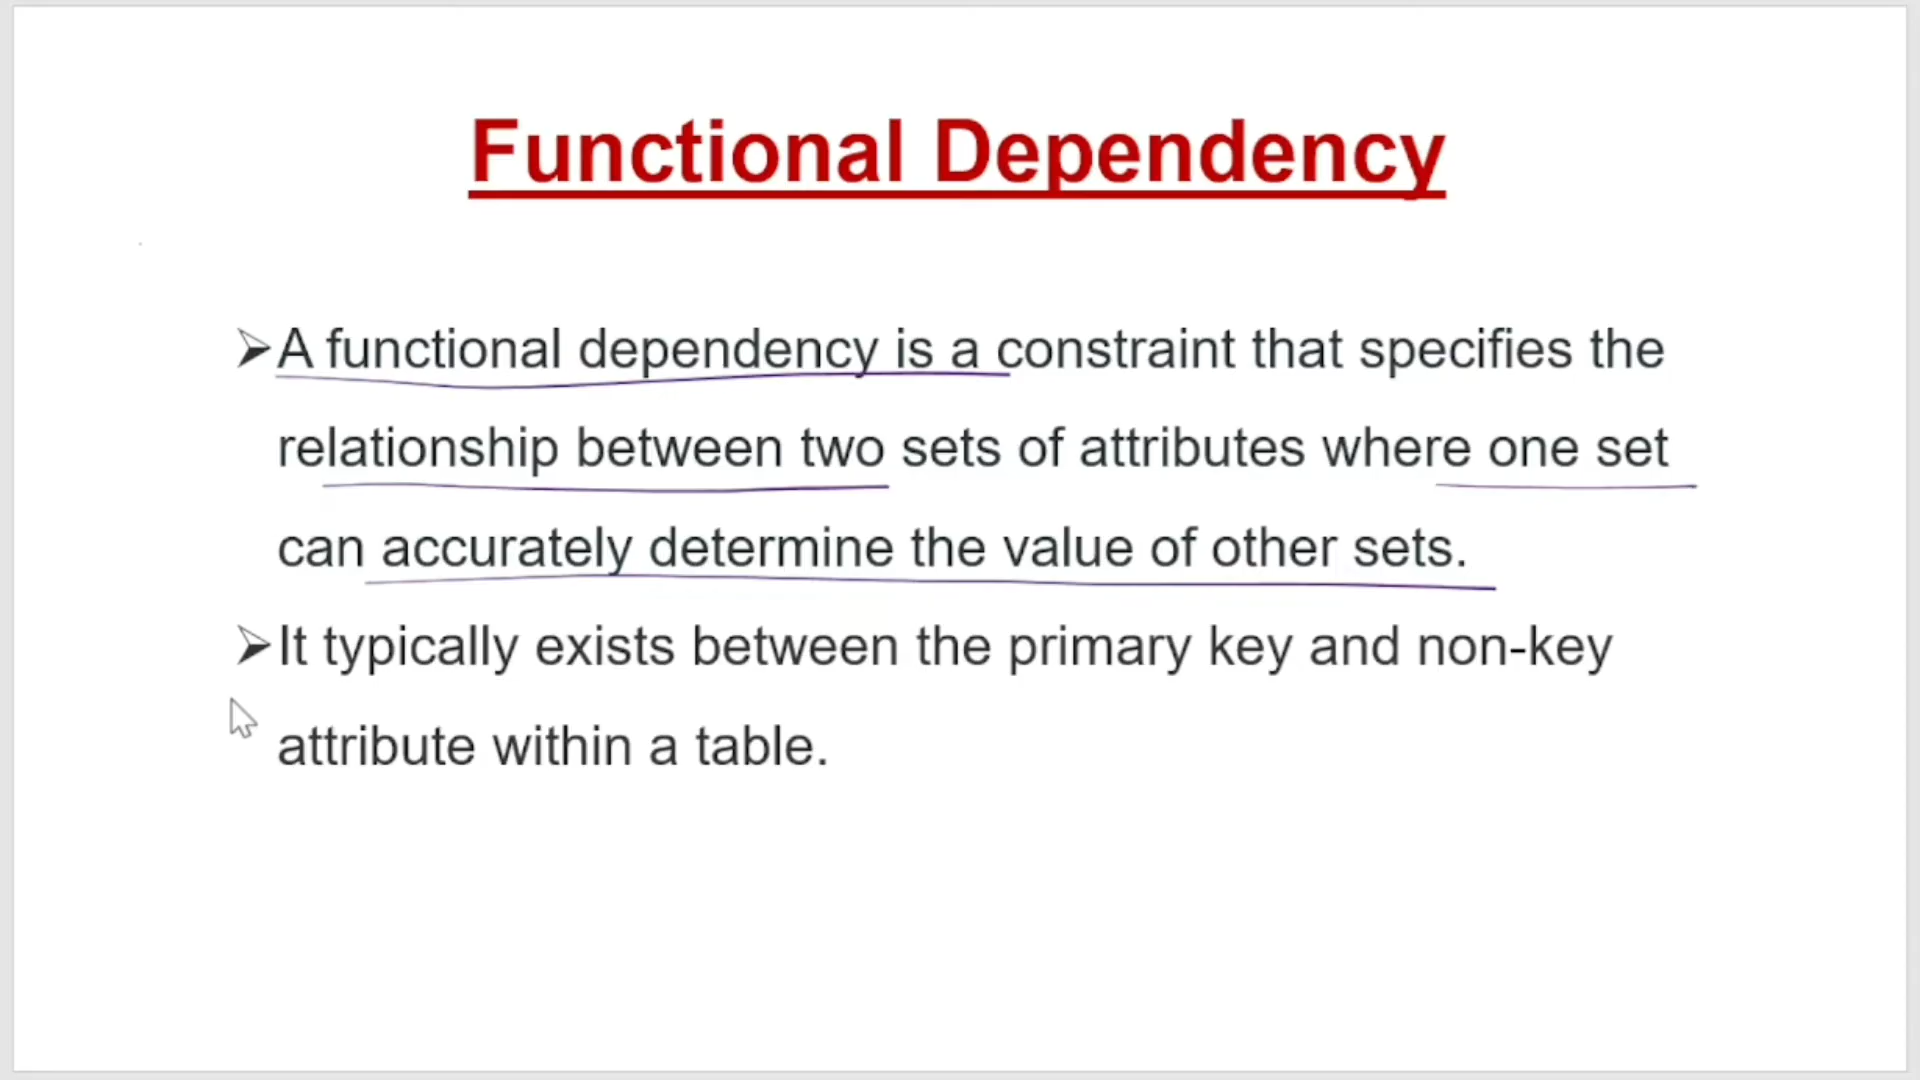 Functional Dependency
➢A functional dependency is a constraint that specifies the
relationship between two sets of attributes where one set
can accurately determine the value of other sets.
➢It typically exists between the primary key and non-key
attribute within a table.